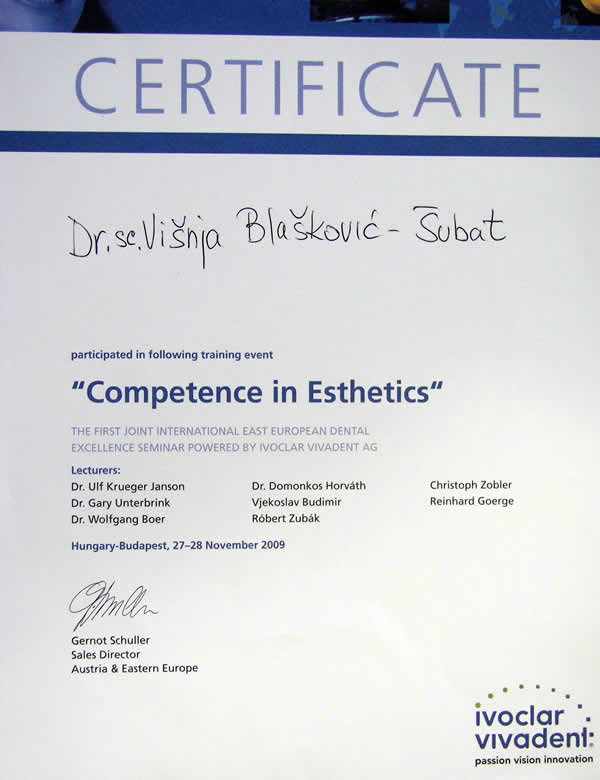 CERTIFICATE
Dr.sc.Višnja Blašković - Šubat
participated in following training event
“Competence in Esthetics“
THE FIRST JOINT INTERNATIONAL EAST EUROPEAN DENTAL
EXCELLENCE SEMINAR POWERED BY IVOCLAR VIVADENT AG
Lecturers:
Dr. Ulf Krueger Janson
Dr. Gary Unterbrink
Dr. Wolfgang Boer
Dr. Domonkos Horváth
Vjekoslav Budimir
Róbert Zubák
Christoph Zobler
Reinhard Goerge
Hungary-Budapest, 27–28 November 2009
Gernot Schuller
Sales Director
Austria & Eastern Europe
ivoclar
vivadent:
passion vision innovation